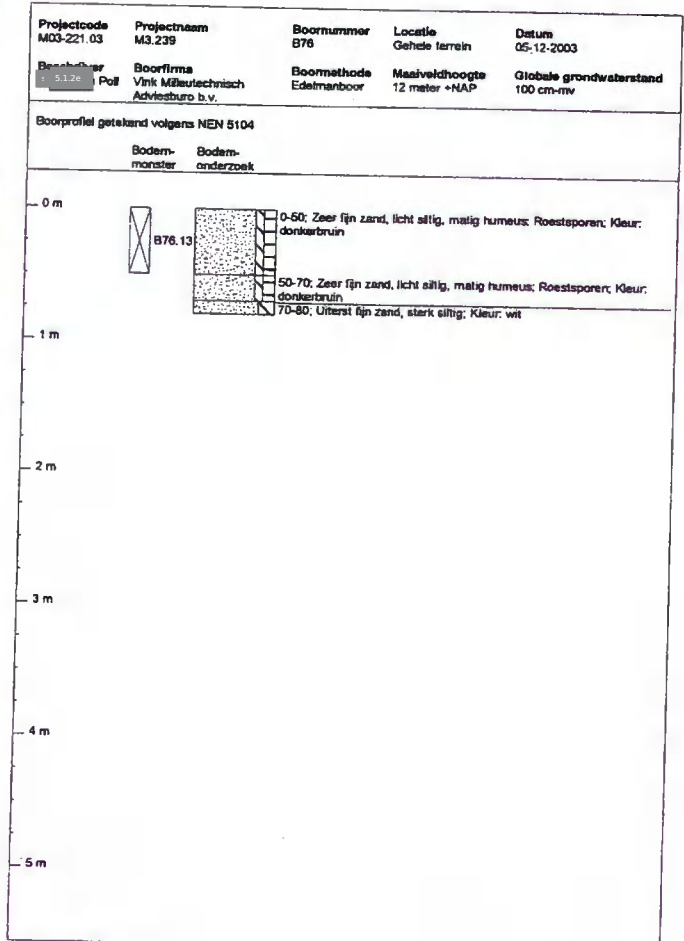 Projectcode Projectnaam Boornummer Locatie Datum
M03-221.03 M3.239 B76 Gehele terrein 05-12-2003
Boorfirma Boormethode Maaiveldhoogte Globale grondwaterstand
5.1.2e Poll Vink Milieutechnisch Edelmanboor 12 meter +NAP 100 cm-mv
Adviesburo b.v.
Boorprofiel getekend volgens NEN 5104
Bodem- Bodem-
monster onderzoek
0 m
0-50; Zeer fijn zand, licht siltig, matig humeus; Roestsporen; Kleur:
donkerbruin
B76.13
50-70; Zeer fijn zand, licht siltig, matig humeus; Roestsporen; Kleur:
donkerbruin
70-80; Uiterst fijn zand, sterk siltig; Kleur: wit
1 m
2 m
3 m
4 m
5 m